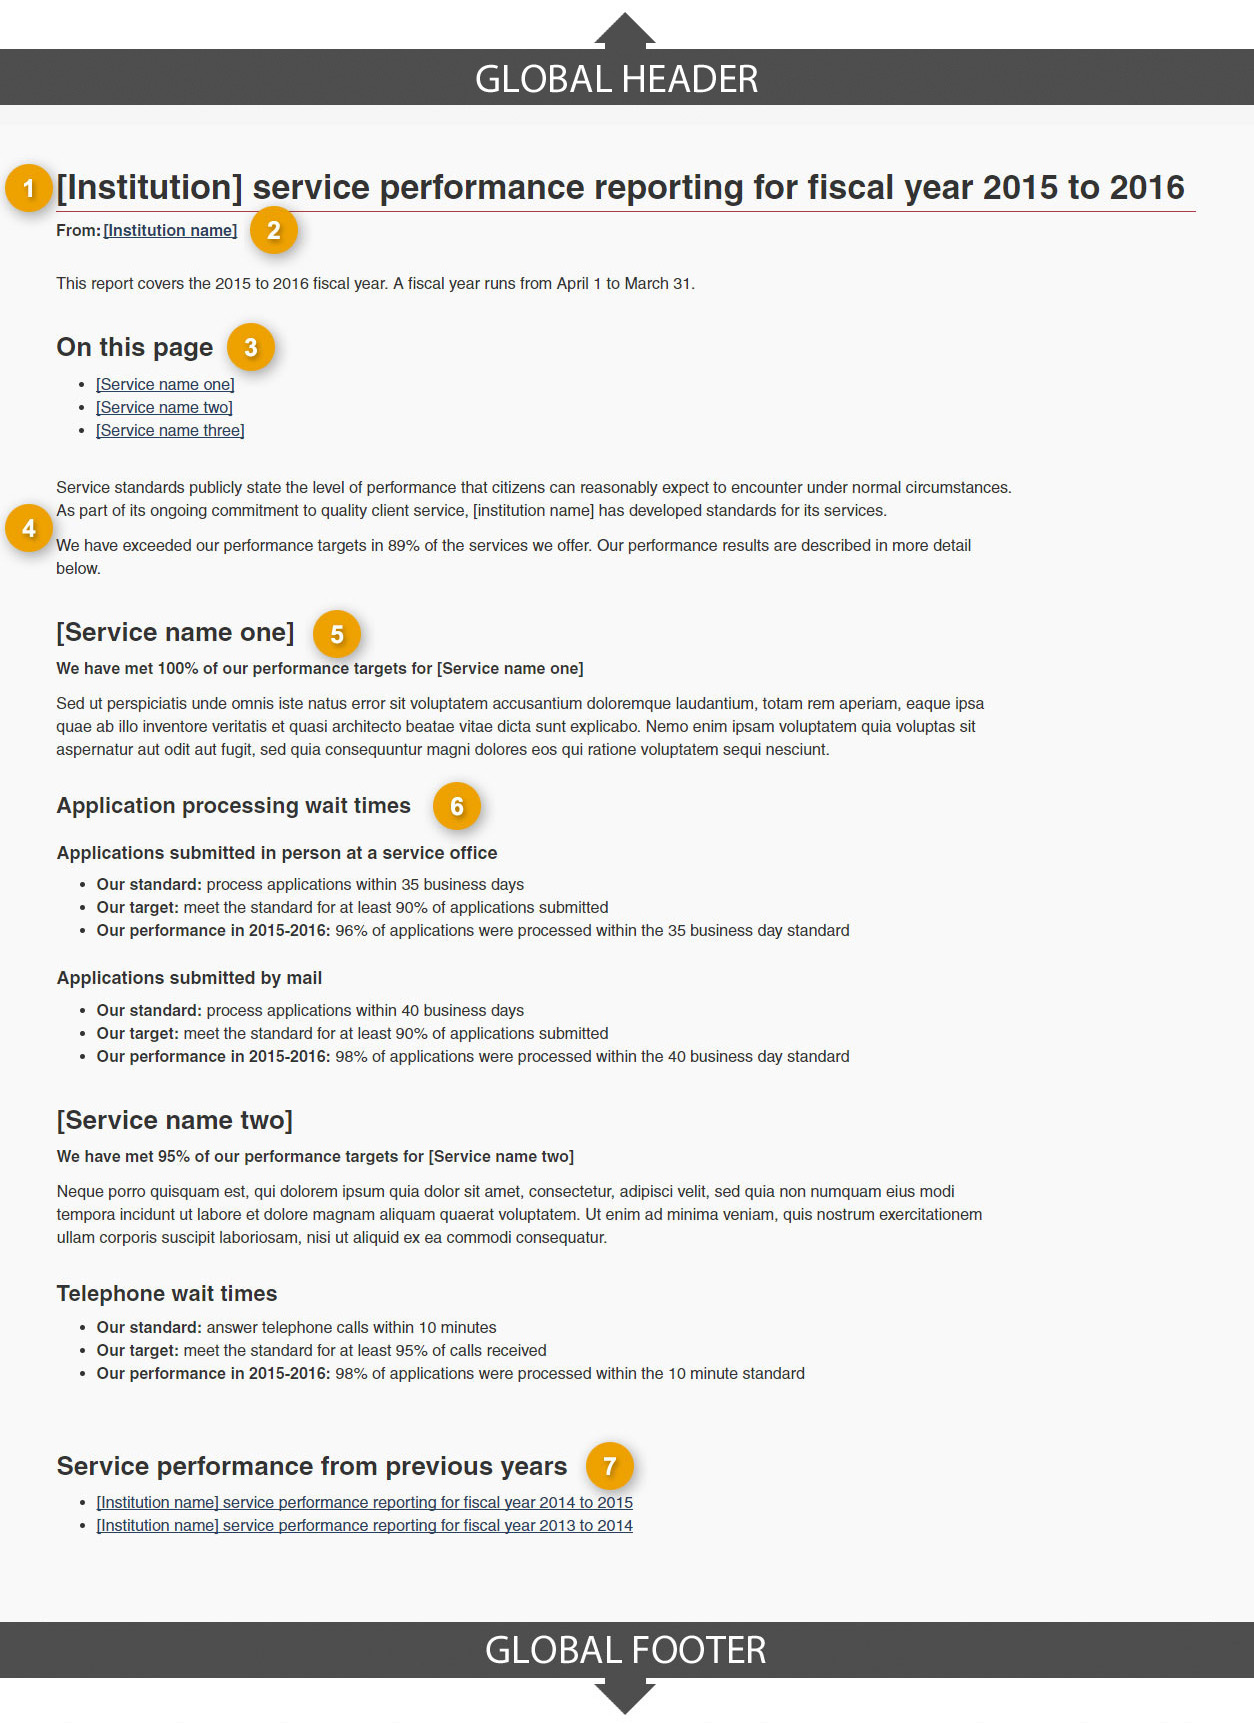 GLOBAL HEADER
1 [Institution] service performance reporting for fiscal year 2015 to 2016
From: [Institution name] 2
This report covers the 2015 to 2016 fiscal year. A fiscal year runs from April 1 to March 31.
On this page 3
• [Service name one]
• [Service name two]
• [Service name three]
Service standards publicly state the level of performance that citizens can reasonably expect to encounter under normal circumstances.
As part of its ongoing commitment to quality client service, [institution name] has developed standards for its services.
4
We have exceeded our performance targets in 89% of the services we offer. Our performance results are described in more detail
below.
[Service name one] 5
We have met 100% of our performance targets for [Service name one]
Sed ut perspiciatis unde omnis iste natus error sit voluptatem accusantium doloremque laudantium, totam rem aperiam, eaque ipsa
quae ab illo inventore veritatis et quasi architecto beatae vitae dicta sunt explicabo. Nemo enim ipsam voluptatem quia voluptas sit
aspernatur aut odit aut fugit, sed quia consequuntur magni dolores eos qui ratione voluptatem sequi nesciunt.
Application processing wait times 6
Applications submitted in person at a service office
• Our standard: process applications within 35 business days
• Our target: meet the standard for at least 90% of applications submitted
• Our performance in 2015-2016: 96% of applications were processed within the 35 business day standard
Applications submitted by mail
• Our standard: process applications within 40 business days
• Our target: meet the standard for at least 90% of applications submitted
• Our performance in 2015-2016: 98% of applications were processed within the 40 business day standard
[Service name two]
We have met 95% of our performance targets for [Service name two]
Neque porro quisquam est, qui dolorem ipsum quia dolor sit amet, consectetur, adipisci velit, sed quia non numquam eius modi
tempora incidunt ut labore et dolore magnam aliquam quaerat voluptatem. Ut enim ad minima veniam, quis nostrum exercitationem
ullam corporis suscipit laboriosam, nisi ut aliquid ex ea commodi consequatur.
Telephone wait times
• Our standard: answer telephone calls within 10 minutes
• Our target: meet the standard for at least 95% of calls received
• Our performance in 2015-2016: 98% of applications were processed within the 10 minute standard
Service performance from previous years 7
• [Institution name] service performance reporting for fiscal year 2014 to 2015
• [Institution name] service performance reporting for fiscal year 2013 to 2014
GLOBAL FOOTER